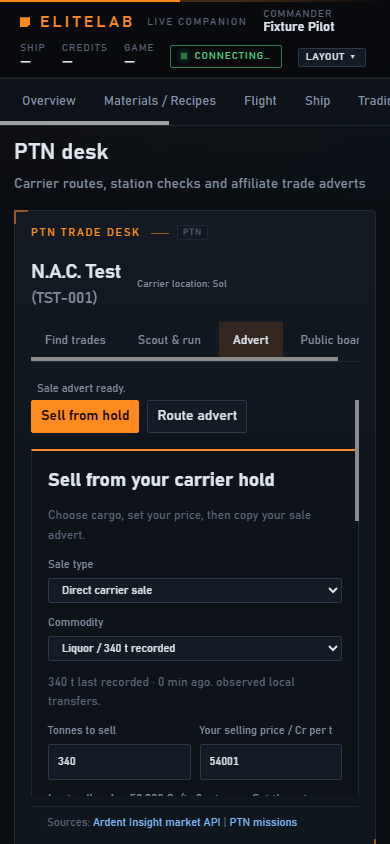 ELITELAB LIVE COMPANION
COMMANDER
Fixture Pilot
SHIP
—
CREDITS
—
GAME
—
CONNECTING…
LAYOUT ▼
Overview Materials / Recipes Flight Ship
PTN desk
Carrier routes, station checks and affiliate trade adverts
PTN TRADE DESK — PTN
N.A.C. Test
(TST-001)
Carrier location: Sol
Find trades Scout & run Advert Public
Sale advert ready.
Sell from hold Route advert
Sell from your carrier hold
Choose cargo, set your price, then copy your sale
advert.
Sale type
Direct carrier sale
Commodity
Liquor / 340 t recorded
340 t last recorded · 0 min ago. observed local
transfers.
Tonnes to sell
Your selling price / Cr per t
340
54001
Sources: Ardent Insight market API | PTN missions